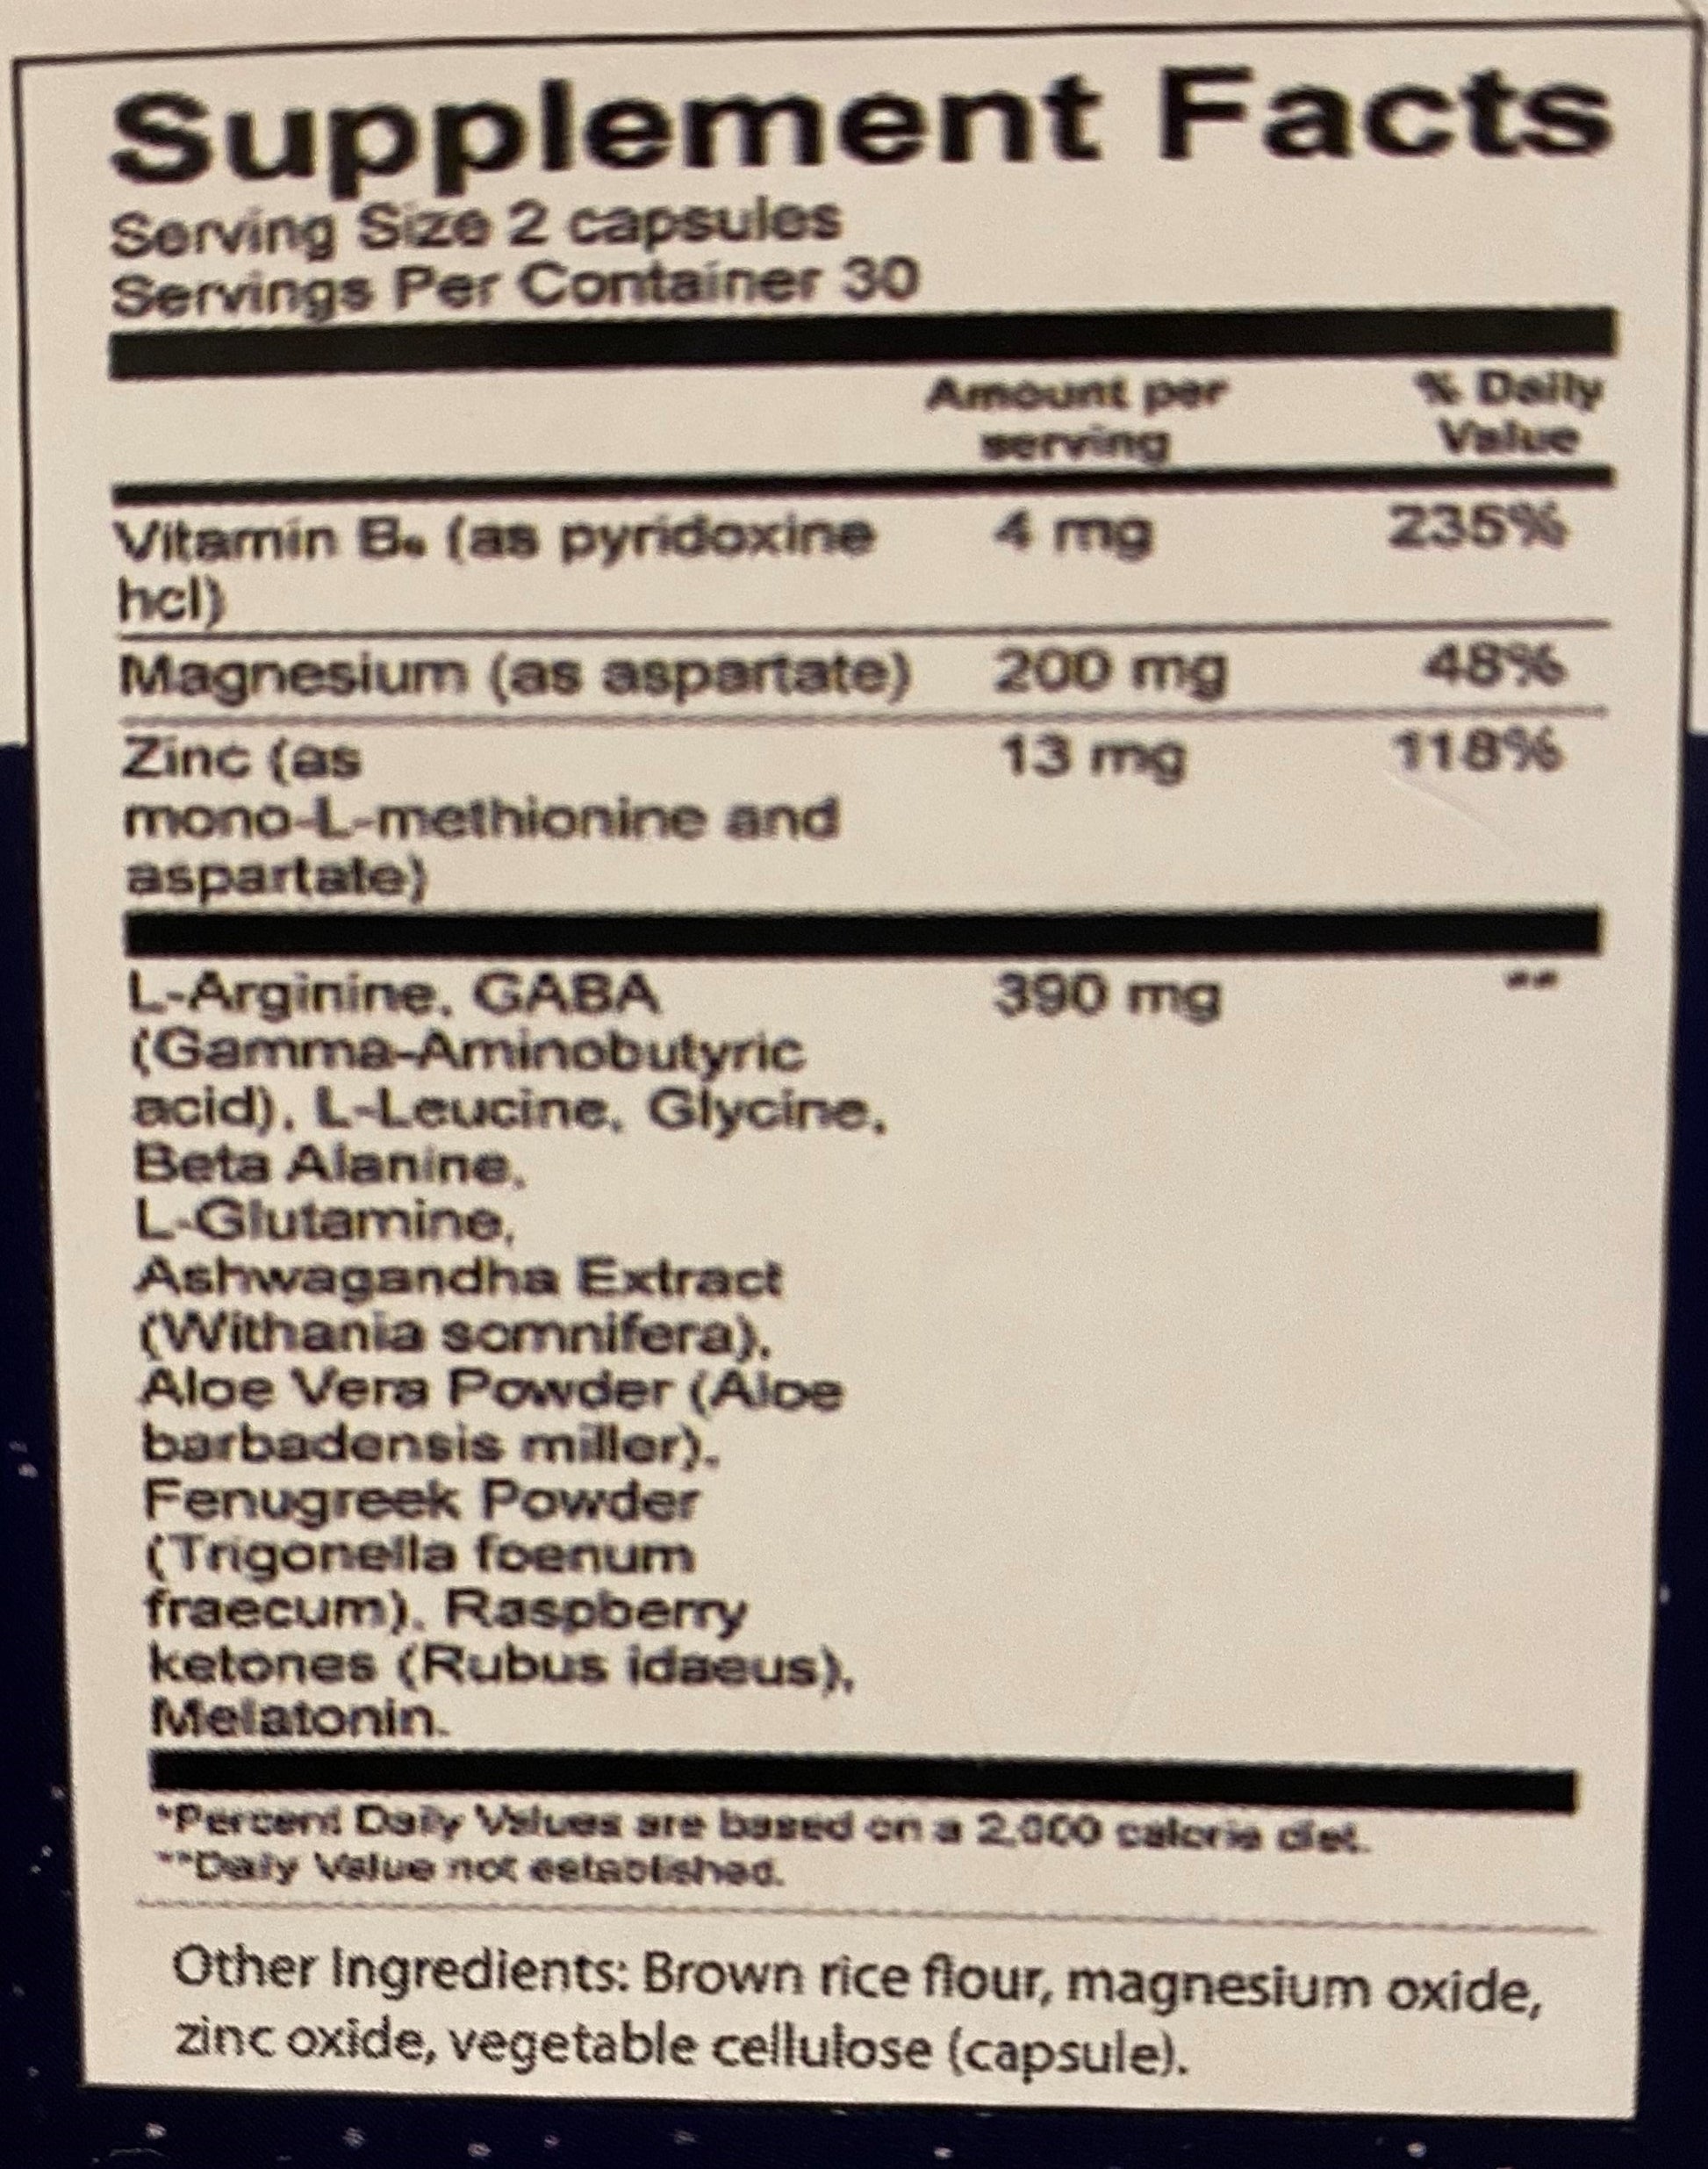 Supplement Facts
Serving Size 2 capsules
Servings Per Container 30
Amount per serving
% Daily Value
Vitamin B₆ (as pyridoxine 4 mg 235%
hcl)
Magnesium (as aspartate) 200 mg 48%
Zinc (as 13 mg 118%
mono-L-methionine and
aspartate)
L-Arginine, GABA 390 mg **
(Gamma-Aminobutyric
acid), L-Leucine, Glycine,
Beta Alanine,
L-Glutamine,
Ashwagandha Extract
(Withania somnifera),
Aloe Vera Powder (Aloe
barbadensis miller),
Fenugreek Powder
(Trigonella foenum
fraecum), Raspberry
ketones (Rubus idaeus),
Melatonin.
*Percent Daily Values are based on a 2,000 calorie diet.
**Daily Value not established.
Other Ingredients: Brown rice flour, magnesium oxide,
zinc oxide, vegetable cellulose (capsule).